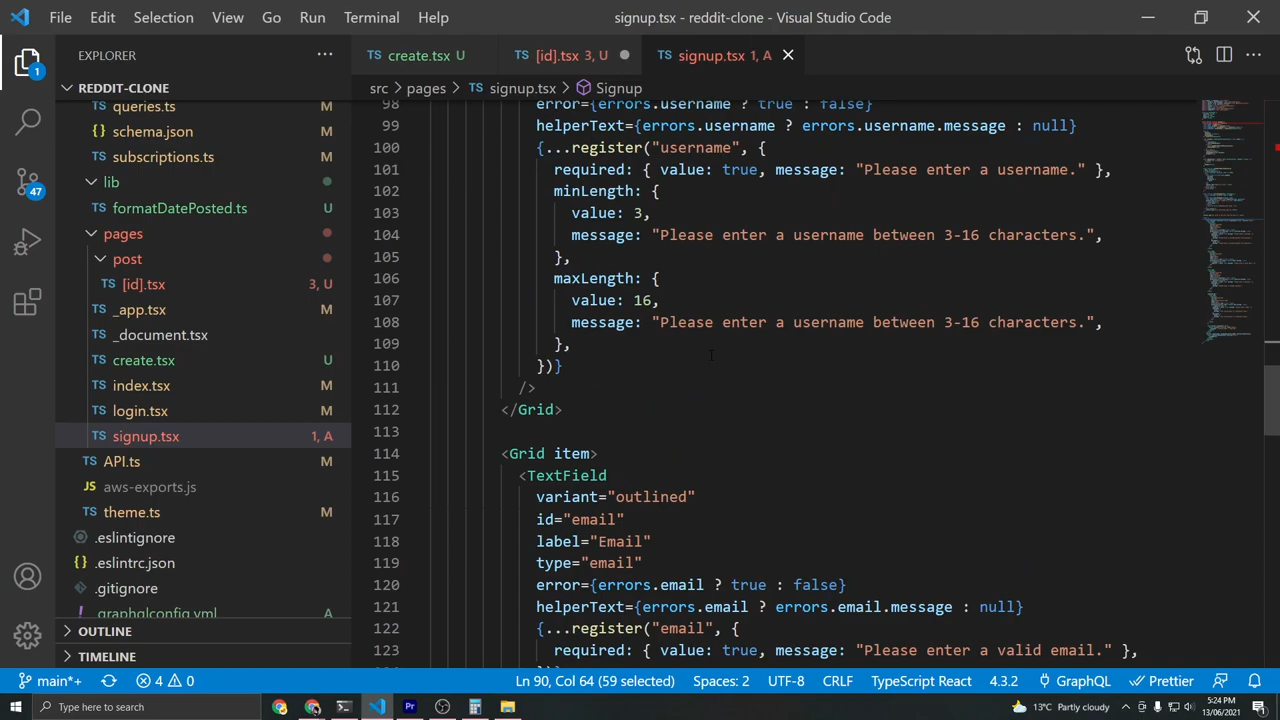 File Edit Selection View Go Run Terminal Help
signup.tsx - reddit-clone - Visual Studio Code
EXPLORER
TS create.tsx U
TS [id].tsx 3, U
TS signup.tsx 1, A
1
REDDIT-CLONE
src > pages > TS signup.tsx > Signup
queries.ts M
{} schema.json M
TS subscriptions.ts M
lib
TS formatDatePosted.ts U
pages
post
TS [id].tsx 3, U
TS _app.tsx M
TS _document.tsx
TS create.tsx U
TS index.tsx M
TS login.tsx M
TS signup.tsx 1, A
TS API.ts M
JS aws-exports.js
TS theme.ts M
.eslintignore
{} .eslintrc.json
.gitignore
! .graphqlconfig.yml A
OUTLINE
TIMELINE
47
98 error={errors.username ? true : false}
99 helperText={errors.username ? errors.username.message : null}
100 {...register("username", {
101 required: { value: true, message: "Please enter a username." },
102 minLength: {
103 value: 3,
104 message: "Please enter a username between 3-16 characters.",
105 },
106 maxLength: {
107 value: 16,
108 message: "Please enter a username between 3-16 characters.",
109 },
110 })}
111 />
112 </Grid>
113
114 <Grid item>
115 <TextField
116 variant="outlined"
117 id="email"
118 label="Email"
119 type="email"
120 error={errors.email ? true : false}
121 helperText={errors.email ? errors.email.message : null}
122 {...register("email", {
123 required: { value: true, message: "Please enter a valid email." },
})}
main*+ 4 0 Ln 90, Col 64 (59 selected) Spaces: 2 UTF-8 CRLF TypeScript React 4.3.2 GraphQL Prettier
Type here to search
13°C Partly cloudy
5:24 PM
13/06/2021
1